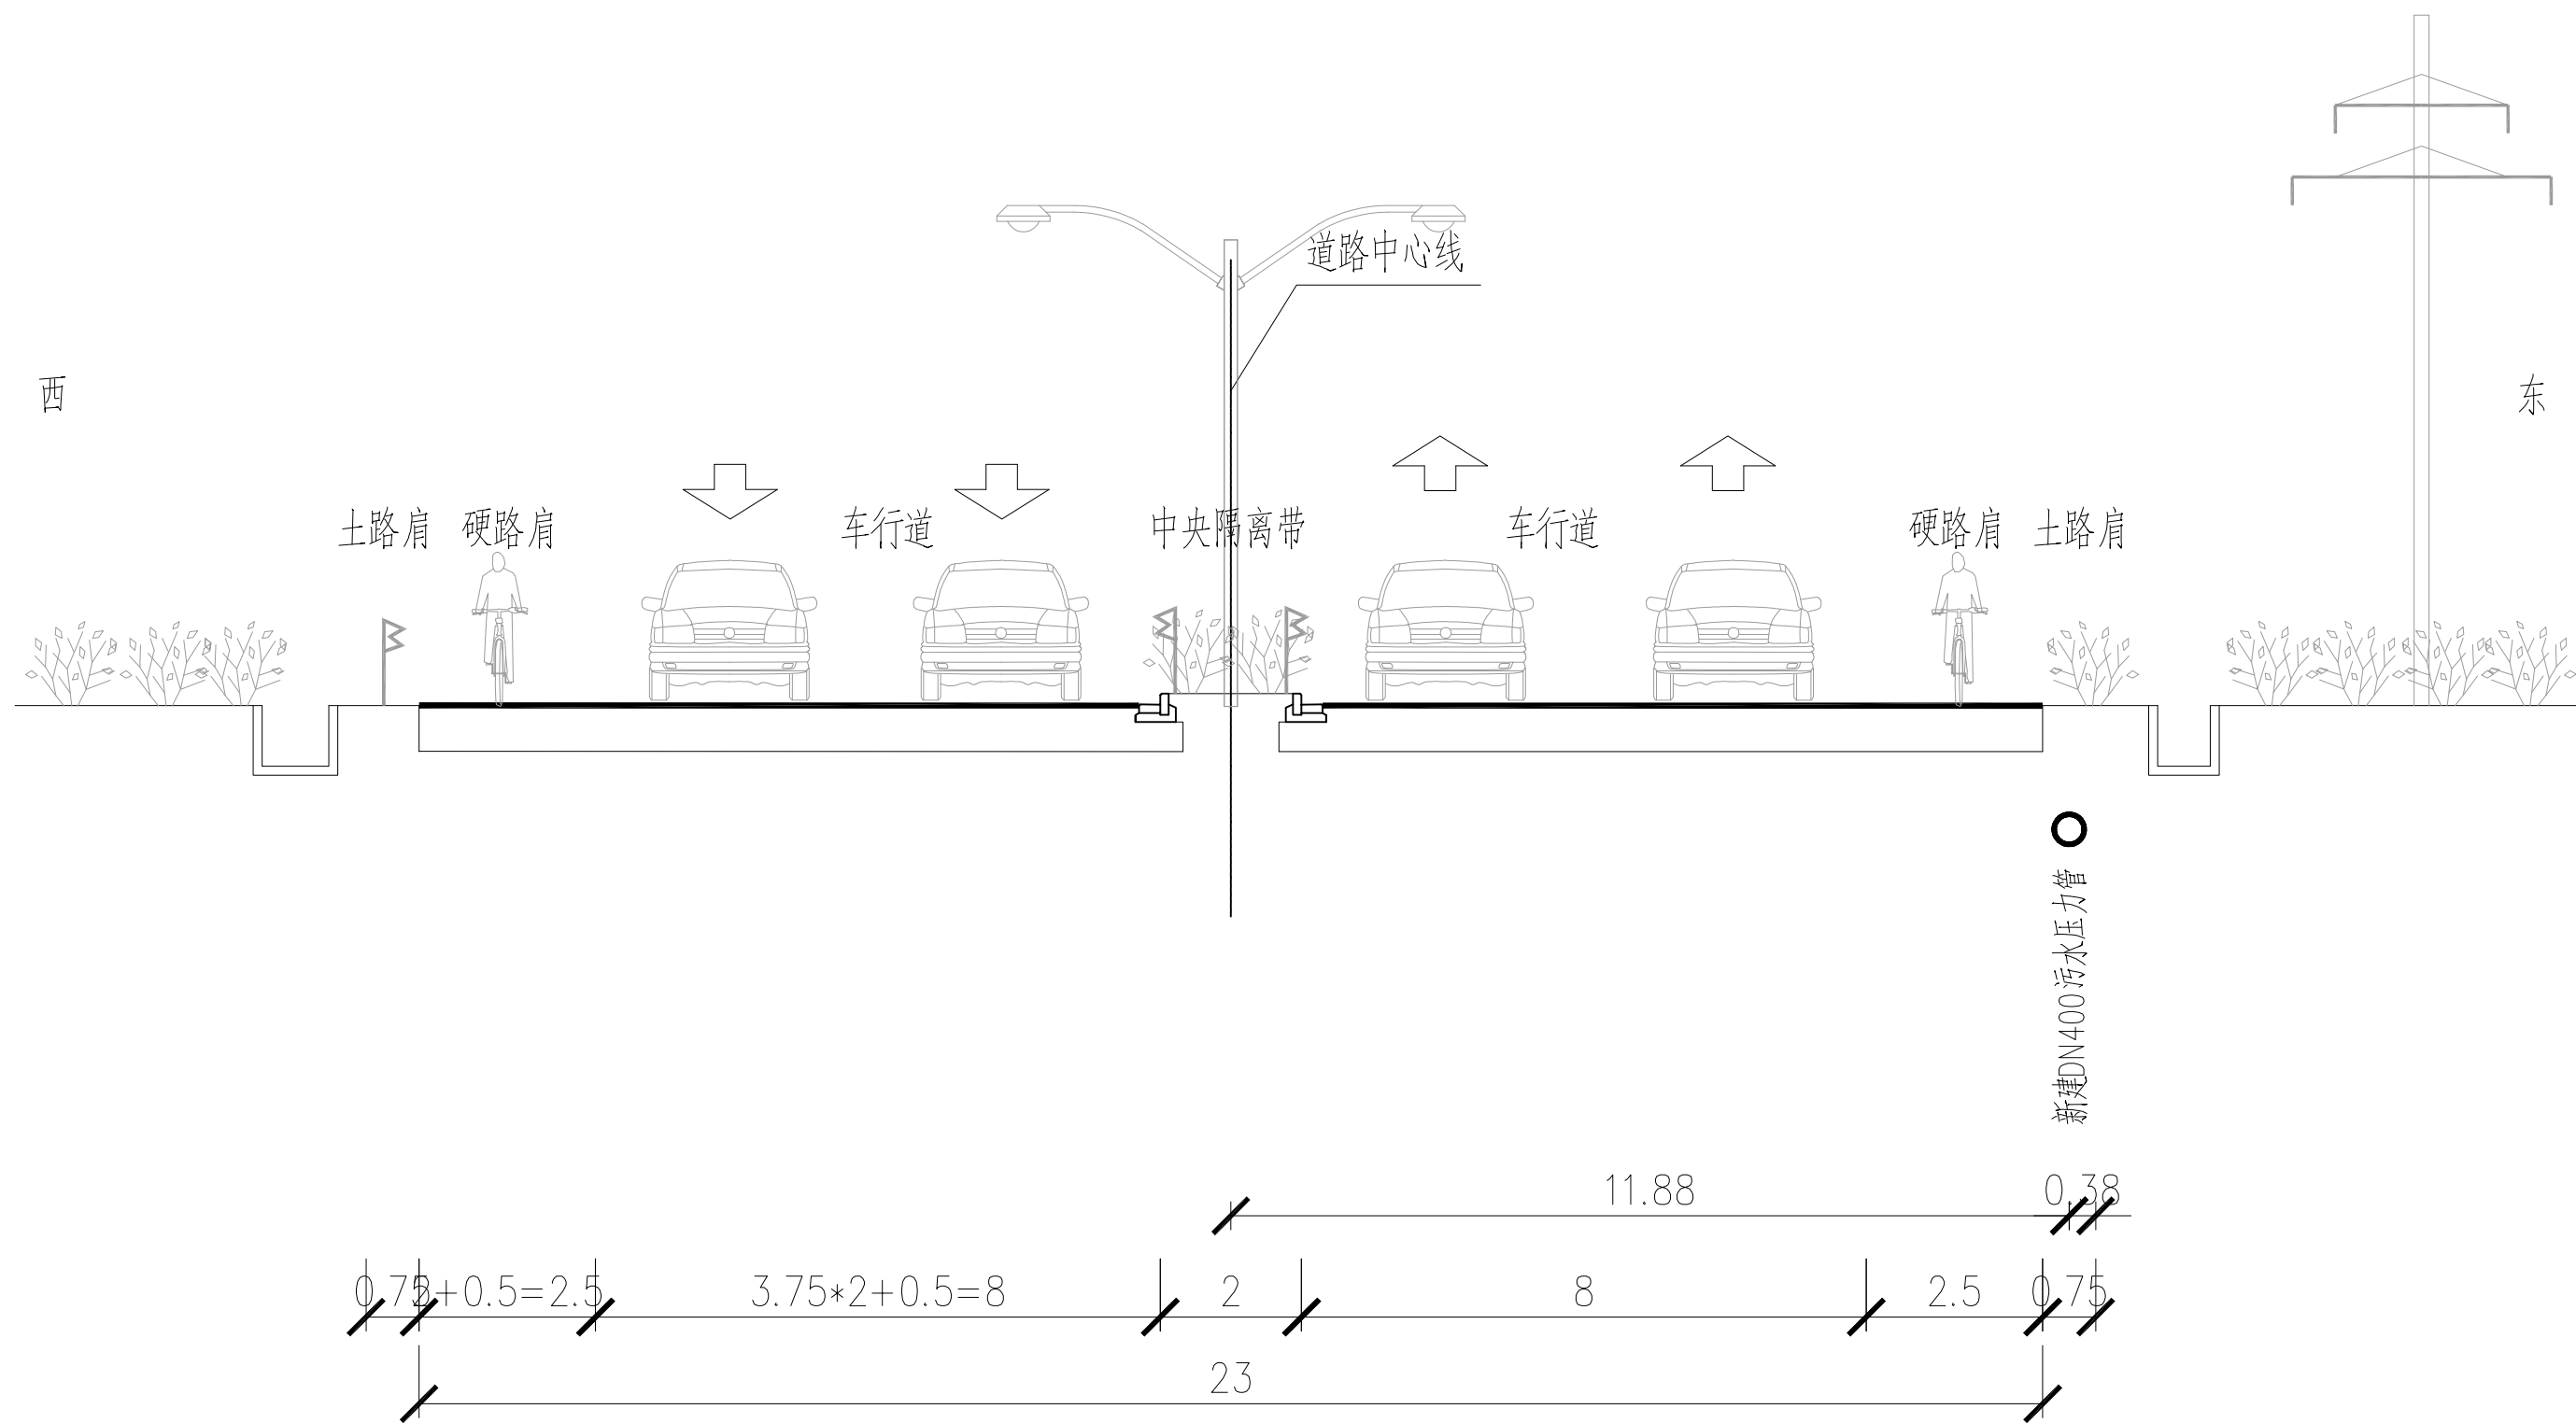 道路中心线
西
东
土路肩
硬路肩
车行道
中央隔离带
车行道
硬路肩
土路肩
新建DN400污水压力管
11.88
0.38
0.75
2+0.5=2.5
3.75*2+0.5=8
2
8
2.5
0.75
23